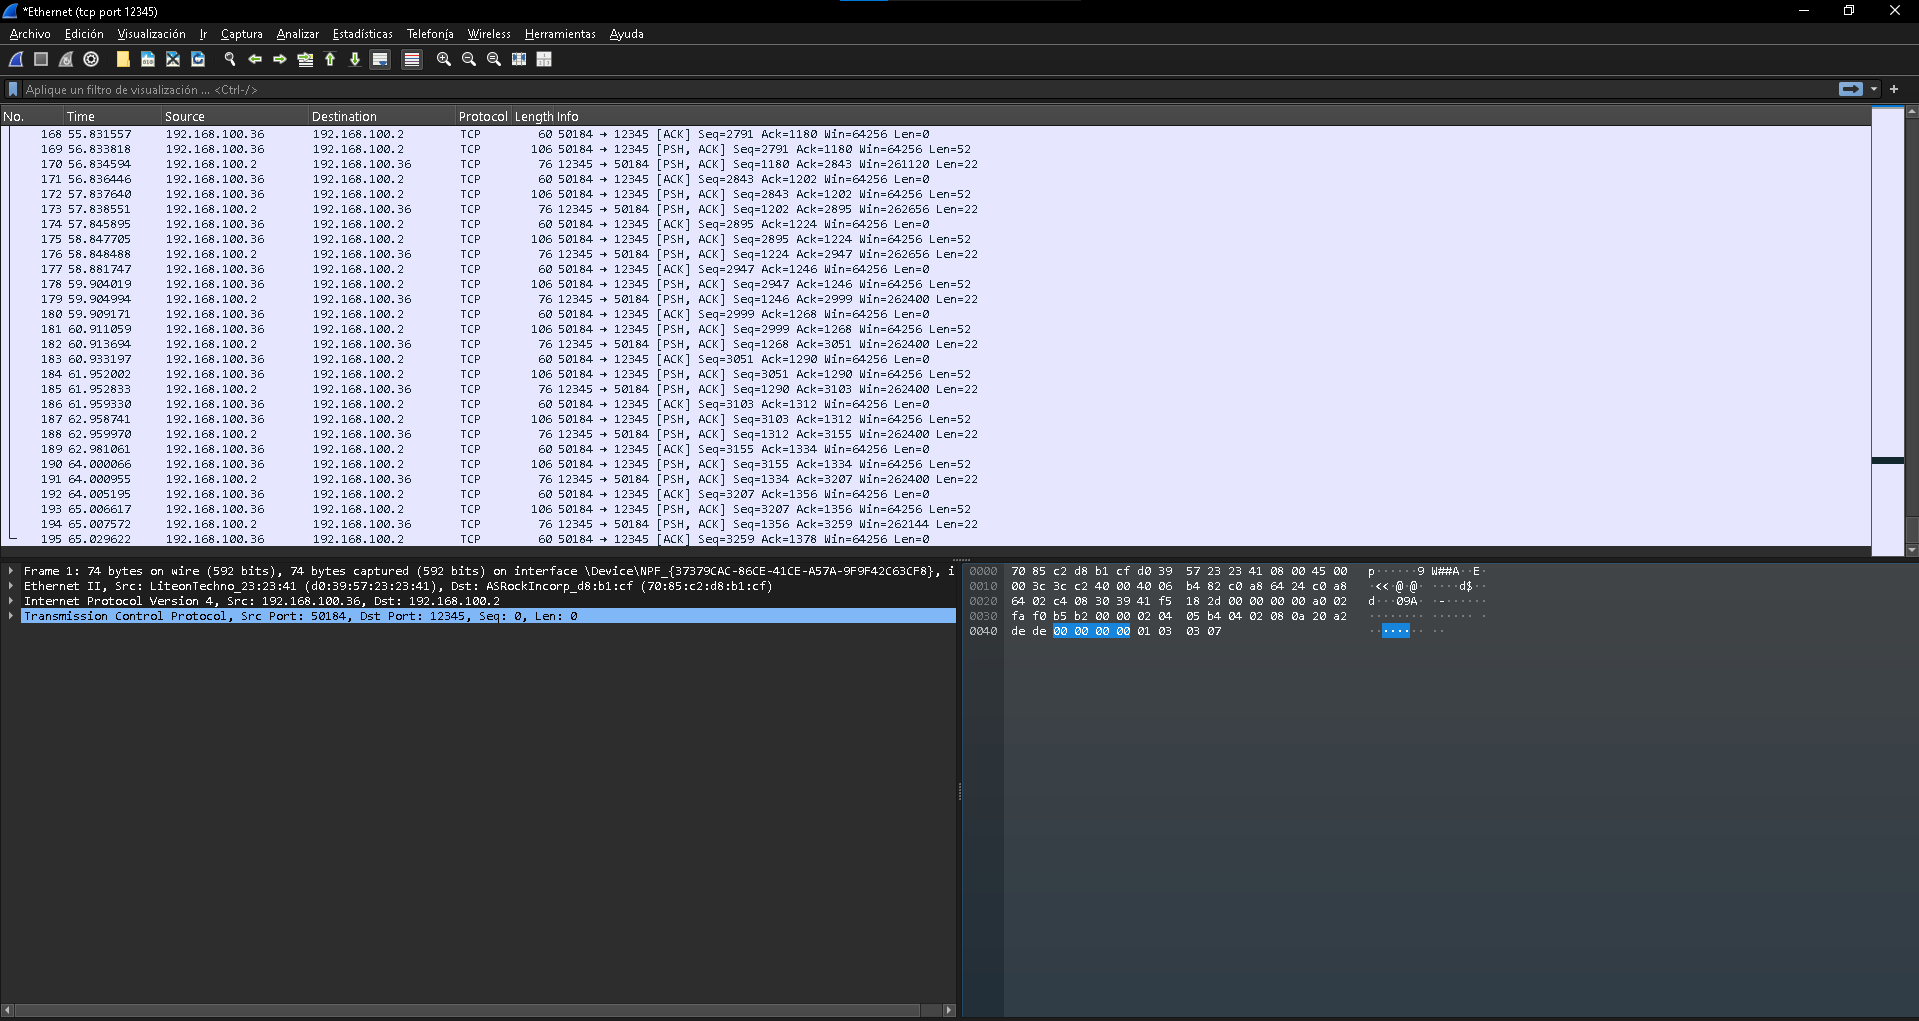 *Ethernet (tcp port 12345)
Archivo Edición Visualización Ir Captura Analizar Estadísticas Telefonía Wireless Herramientas Ayuda
Aplique un filtro de visualización ... <Ctrl-/>
No. Time Source Destination Protocol Length Info
168 55.831557 192.168.100.36 192.168.100.2 TCP 60 50184 → 12345 [ACK] Seq=2791 Ack=1180 Win=64256 Len=0
169 56.833818 192.168.100.36 192.168.100.2 TCP 106 50184 → 12345 [PSH, ACK] Seq=2791 Ack=1180 Win=64256 Len=52
170 56.834594 192.168.100.2 192.168.100.36 TCP 76 12345 → 50184 [PSH, ACK] Seq=1180 Ack=2843 Win=261120 Len=22
171 56.836446 192.168.100.36 192.168.100.2 TCP 60 50184 → 12345 [ACK] Seq=2843 Ack=1202 Win=64256 Len=0
172 57.837640 192.168.100.36 192.168.100.2 TCP 106 50184 → 12345 [PSH, ACK] Seq=2843 Ack=1202 Win=64256 Len=52
173 57.838551 192.168.100.2 192.168.100.36 TCP 76 12345 → 50184 [PSH, ACK] Seq=1202 Ack=2895 Win=262656 Len=22
174 57.845895 192.168.100.36 192.168.100.2 TCP 60 50184 → 12345 [ACK] Seq=2895 Ack=1224 Win=64256 Len=0
175 58.847705 192.168.100.36 192.168.100.2 TCP 106 50184 → 12345 [PSH, ACK] Seq=2895 Ack=1224 Win=64256 Len=52
176 58.848488 192.168.100.2 192.168.100.36 TCP 76 12345 → 50184 [PSH, ACK] Seq=1224 Ack=2947 Win=262656 Len=22
177 58.881747 192.168.100.36 192.168.100.2 TCP 60 50184 → 12345 [ACK] Seq=2947 Ack=1246 Win=64256 Len=0
178 59.904019 192.168.100.36 192.168.100.2 TCP 106 50184 → 12345 [PSH, ACK] Seq=2947 Ack=1246 Win=64256 Len=52
179 59.904994 192.168.100.2 192.168.100.36 TCP 76 12345 → 50184 [PSH, ACK] Seq=1246 Ack=2999 Win=262400 Len=22
180 59.909171 192.168.100.36 192.168.100.2 TCP 60 50184 → 12345 [ACK] Seq=2999 Ack=1268 Win=64256 Len=0
181 60.911059 192.168.100.36 192.168.100.2 TCP 106 50184 → 12345 [PSH, ACK] Seq=2999 Ack=1268 Win=64256 Len=52
182 60.913694 192.168.100.2 192.168.100.36 TCP 76 12345 → 50184 [PSH, ACK] Seq=1268 Ack=3051 Win=262400 Len=22
183 60.933197 192.168.100.36 192.168.100.2 TCP 60 50184 → 12345 [ACK] Seq=3051 Ack=1290 Win=64256 Len=0
184 61.952002 192.168.100.36 192.168.100.2 TCP 106 50184 → 12345 [PSH, ACK] Seq=3051 Ack=1290 Win=64256 Len=52
185 61.952833 192.168.100.2 192.168.100.36 TCP 76 12345 → 50184 [PSH, ACK] Seq=1290 Ack=3103 Win=262400 Len=22
186 61.959330 192.168.100.36 192.168.100.2 TCP 60 50184 → 12345 [ACK] Seq=3103 Ack=1312 Win=64256 Len=0
187 62.958741 192.168.100.36 192.168.100.2 TCP 106 50184 → 12345 [PSH, ACK] Seq=3103 Ack=1312 Win=64256 Len=52
188 62.959970 192.168.100.2 192.168.100.36 TCP 76 12345 → 50184 [PSH, ACK] Seq=1312 Ack=3155 Win=262400 Len=22
189 62.981061 192.168.100.36 192.168.100.2 TCP 60 50184 → 12345 [ACK] Seq=3155 Ack=1334 Win=64256 Len=0
190 64.000066 192.168.100.36 192.168.100.2 TCP 106 50184 → 12345 [PSH, ACK] Seq=3155 Ack=1334 Win=64256 Len=52
191 64.000955 192.168.100.2 192.168.100.36 TCP 76 12345 → 50184 [PSH, ACK] Seq=1334 Ack=3207 Win=262400 Len=22
192 64.005195 192.168.100.36 192.168.100.2 TCP 60 50184 → 12345 [ACK] Seq=3207 Ack=1356 Win=64256 Len=0
193 65.006617 192.168.100.36 192.168.100.2 TCP 106 50184 → 12345 [PSH, ACK] Seq=3207 Ack=1356 Win=64256 Len=52
194 65.007572 192.168.100.2 192.168.100.36 TCP 76 12345 → 50184 [PSH, ACK] Seq=1356 Ack=3259 Win=262144 Len=22
195 65.029622 192.168.100.36 192.168.100.2 TCP 60 50184 → 12345 [ACK] Seq=3259 Ack=1378 Win=64256 Len=0
Frame 1: 74 bytes on wire (592 bits), 74 bytes captured (592 bits) on interface \Device\NPF_{37379CAC-86CE-41CE-A57A-9F9F42C63CF8}, i
Ethernet II, Src: LiteonTechno_23:23:41 (d0:39:57:23:23:41), Dst: ASRockIncorp_d8:b1:cf (70:85:c2:d8:b1:cf)
Internet Protocol Version 4, Src: 192.168.100.36, Dst: 192.168.100.2
Transmission Control Protocol, Src Port: 50184, Dst Port: 12345, Seq: 0, Len: 0
0000 70 85 c2 d8 b1 cf d0 39 57 23 23 41 08 00 45 00 p······9 W##A··E·
0010 00 3c 3c c2 40 00 40 06 b4 82 c0 a8 64 24 c0 a8 ·<<·@·@· ····d$··
0020 64 02 c4 08 30 39 41 f5 18 2d 00 00 00 00 a0 02 d···09A· ·-······
0030 fa f0 b5 b2 00 00 02 04 05 b4 04 02 08 0a 20 a2 ········ ······ ·
0040 de de 00 00 00 00 01 03 03 07 ········ ··